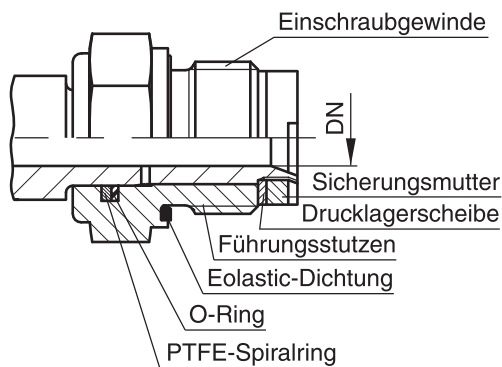 Einschraubgewinde
DN
Sicherungsmutter
Drucklagerscheibe
Führungsstutzen
Eolastic-Dichtung
O-Ring
PTFE-Spiralring